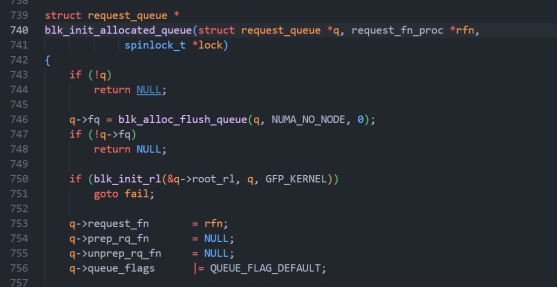 738
739 struct request_queue *
740 blk_init_allocated_queue(struct request_queue *q, request_fn_proc *rfn,
741             spinlock_t *lock)
742 {
743     if (!q)
744         return NULL;
745
746     q->fq = blk_alloc_flush_queue(q, NUMA_NO_NODE, 0);
747     if (!q->fq)
748         return NULL;
749
750     if (blk_init_rl(&q->root_rl, q, GFP_KERNEL))
751         goto fail;
752
753     q->request_fn       = rfn;
754     q->prep_rq_fn       = NULL;
755     q->unprep_rq_fn     = NULL;
756     q->queue_flags      |= QUEUE_FLAG_DEFAULT;
757